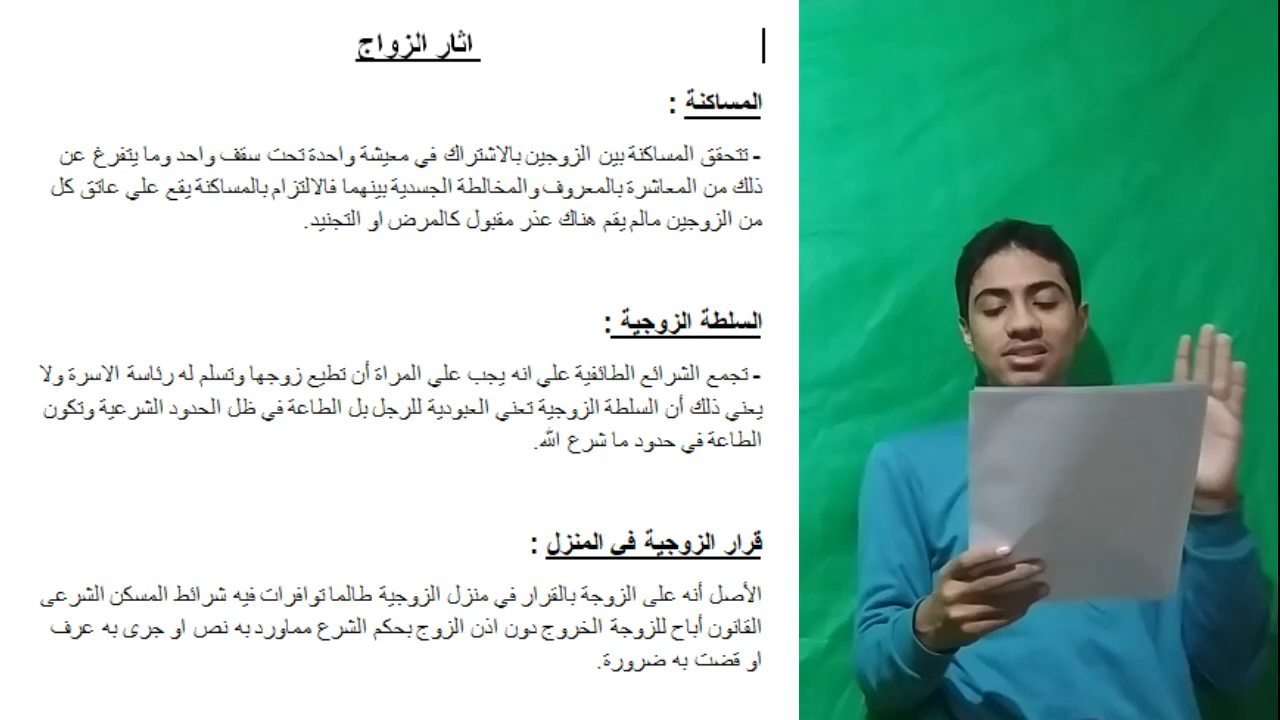 اثار الزواج
المساكنة :
- تتحقق المساكنة بين الزوجين بالاشتراك في معيشة واحدة تحت سقف واحد وما يتفرغ عن
ذلك من المعاشرة بالمعروف والمخالطة الجسدية بينهما فالالتزام بالمساكنة يقع علي عاتق كل
من الزوجين مالم يقم هناك عذر مقبول كالمرض او التجنيد.
السلطة الزوجية :
- تجمع الشرائع الطائفية علي انه يجب علي المراة أن تطيع زوجها وتسلم له رئاسة الاسرة ولا
يعني ذلك أن السلطة الزوجية تعني العبودية للرجل بل الطاعة في ظل الحدود الشرعية وتكون
الطاعة في حدود ما شرع الله.
قرار الزوجية في المنزل :
الأصل أنه على الزوجة بالقرار في منزل الزوجية طالما توافرات فيه شرائط المسكن الشرعى
القانون أباح للزوجة الخروج دون اذن الزوج بحكم الشرع مماورد به نص او جرى به عرف
او قضت به ضرورة.